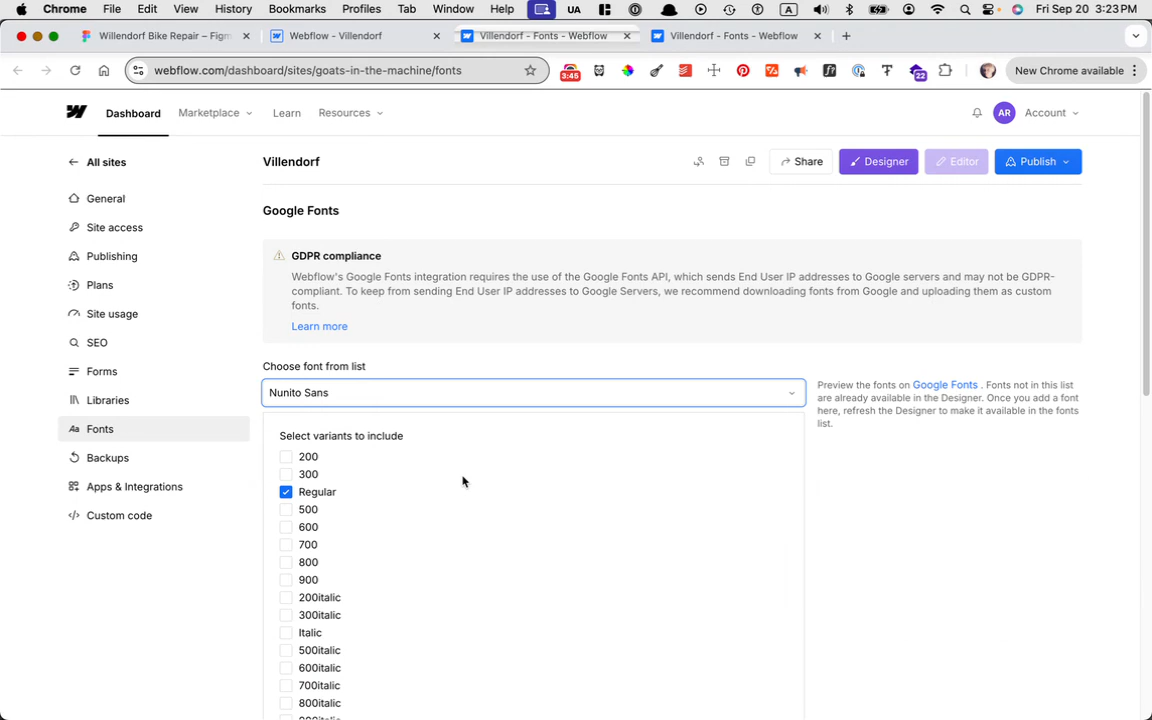 Chrome File Edit View History Bookmarks Profiles Tab Window Help UA A Fri Sep 20 3:23 PM
Villendorf Bike Repair – Figm
Webflow - Villendorf
Villendorf - Fonts - Webflow
Villendorf - Fonts - Webflow
webflow.com/dashboard/sites/goats-in-the-machine/fonts
3:45
22
New Chrome available
Dashboard
Marketplace
Learn
Resources
AR
Account
All sites
Villendorf
Share
Designer
Editor
Publish
General
Site access
Publishing
Plans
Site usage
SEO
Forms
Libraries
Aa Fonts
Backups
Apps & Integrations
Custom code
Google Fonts
GDPR compliance
Webflow's Google Fonts integration requires the use of the Google Fonts API, which sends End User IP addresses to Google servers and may not be GDPR-
compliant. To keep from sending End User IP addresses to Google Servers, we recommend downloading fonts from Google and uploading them as custom
fonts.
Learn more
Choose font from list
Nunito Sans
Preview the fonts on Google Fonts . Fonts not in this list
are already available in the Designer. Once you add a font
here, refresh the Designer to make it available in the fonts
list.
Select variants to include
200
300
Regular
500
600
700
800
900
200italic
300italic
Italic
500italic
600italic
700italic
800italic
900italic